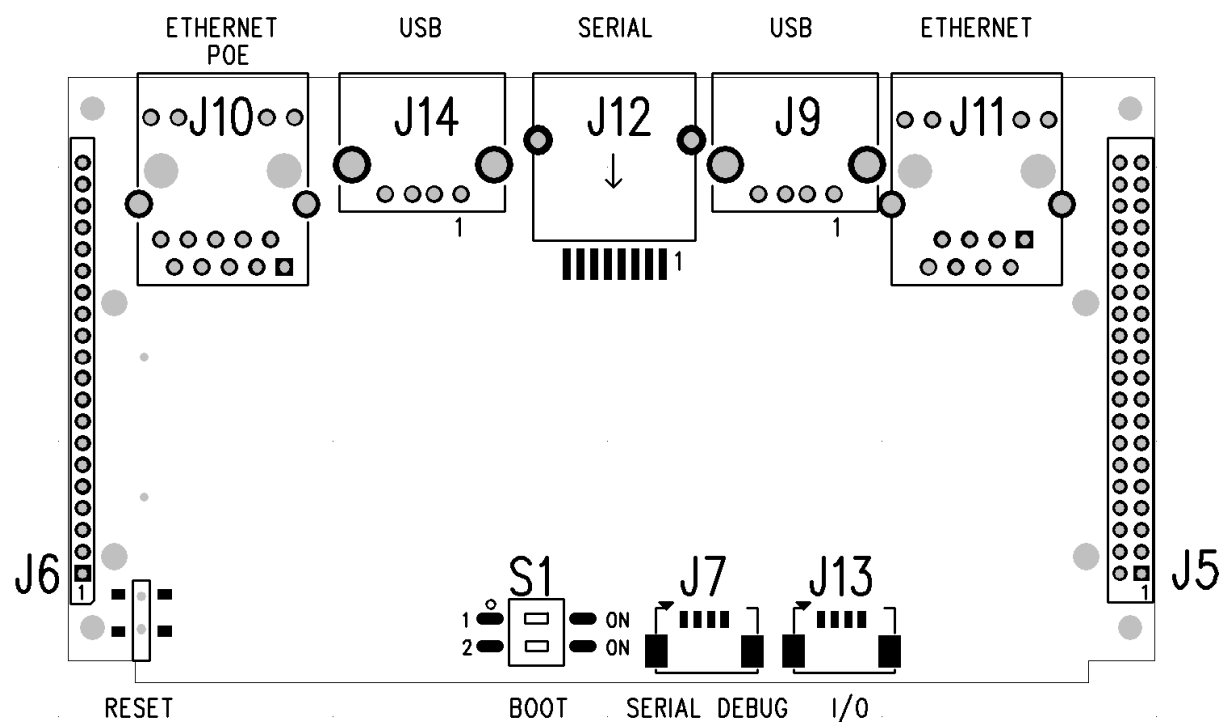 ETHERNET POE
USB
SERIAL
USB
ETHERNET
J10
J14
J12
J9
J11
1
1
1
J6
1
S1
J7
J13
J5
1
1 ON
2 ON
RESET
BOOT
SERIAL DEBUG
I/O